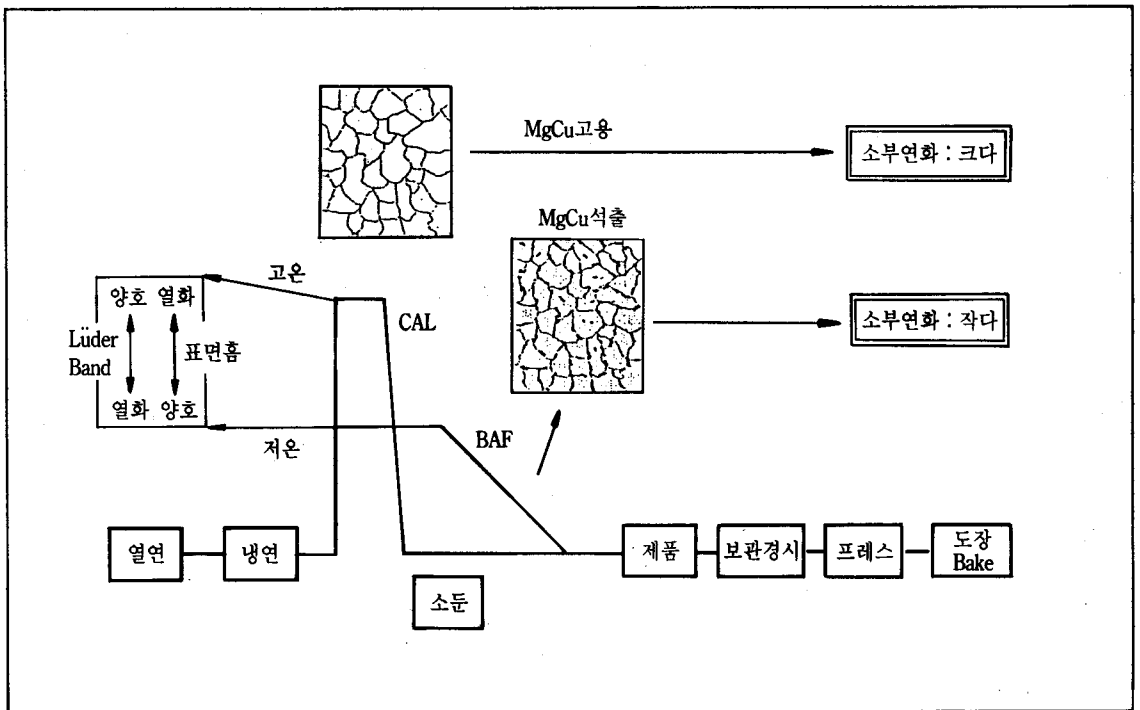 MgCu고용
소부연화 : 크다
MgCu석출
고온
양호 열화
CAL
소부연화 : 작다
Lüder
Band
표면홈
열화 양호
저온
BAF
열연
냉연
제품
보관경시
프레스
도장
Bake
소둔